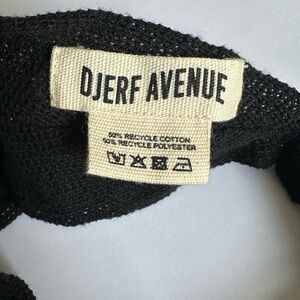 DJERF AVENUE
50% RECYCLE COTTON
50% RECYCLE POLYESTER